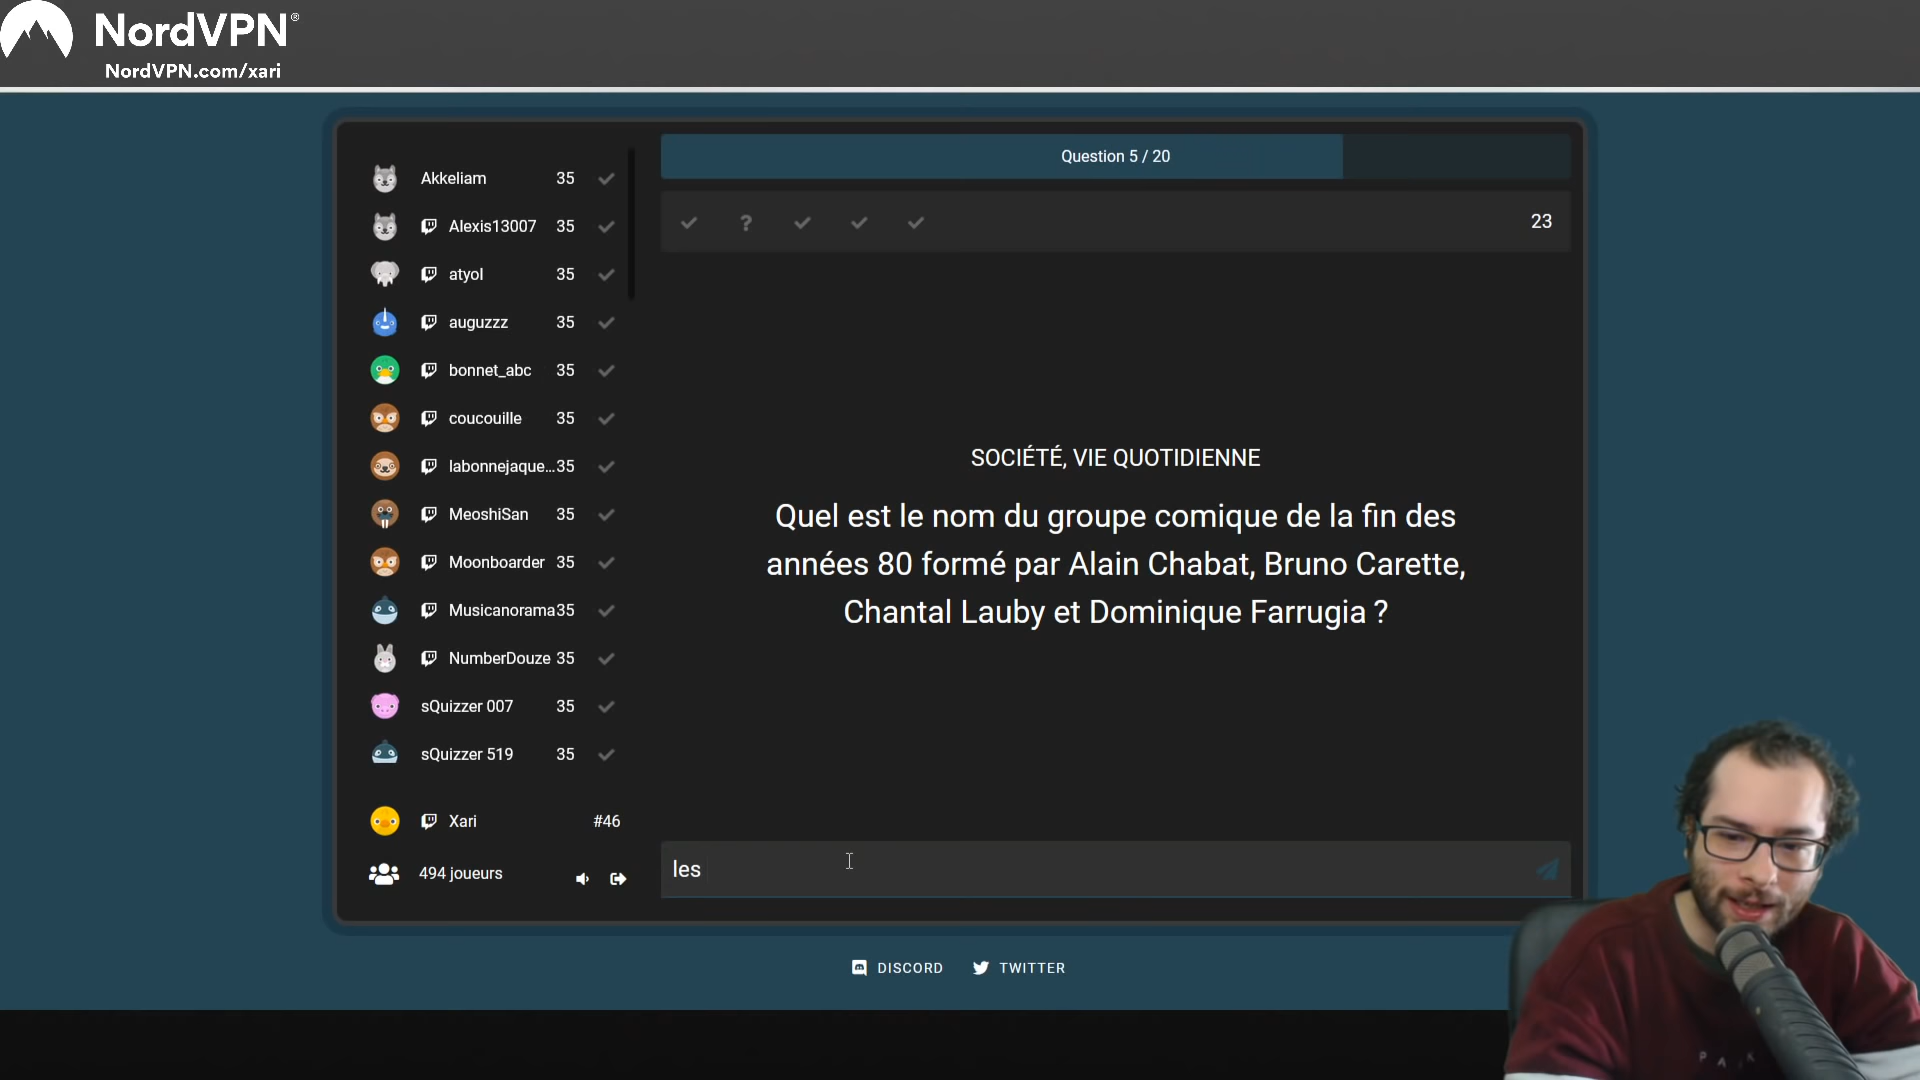 NordVPN®
NordVPN.com/xari
Question 5 / 20
Akkeliam 35
Alexis13007 35
atyol 35
auguzzz 35
bonnet_abc 35
coucouille 35
labonnejaque... 35
MeoshiSan 35
Moonboarder 35
Musicanorama 35
NumberDouze 35
sQuizzer 007 35
sQuizzer 519 35
Xari #46
494 joueurs
?
23
SOCIÉTÉ, VIE QUOTIDIENNE
Quel est le nom du groupe comique de la fin des
années 80 formé par Alain Chabat, Bruno Carette,
Chantal Lauby et Dominique Farrugia ?
les
DISCORD TWITTER